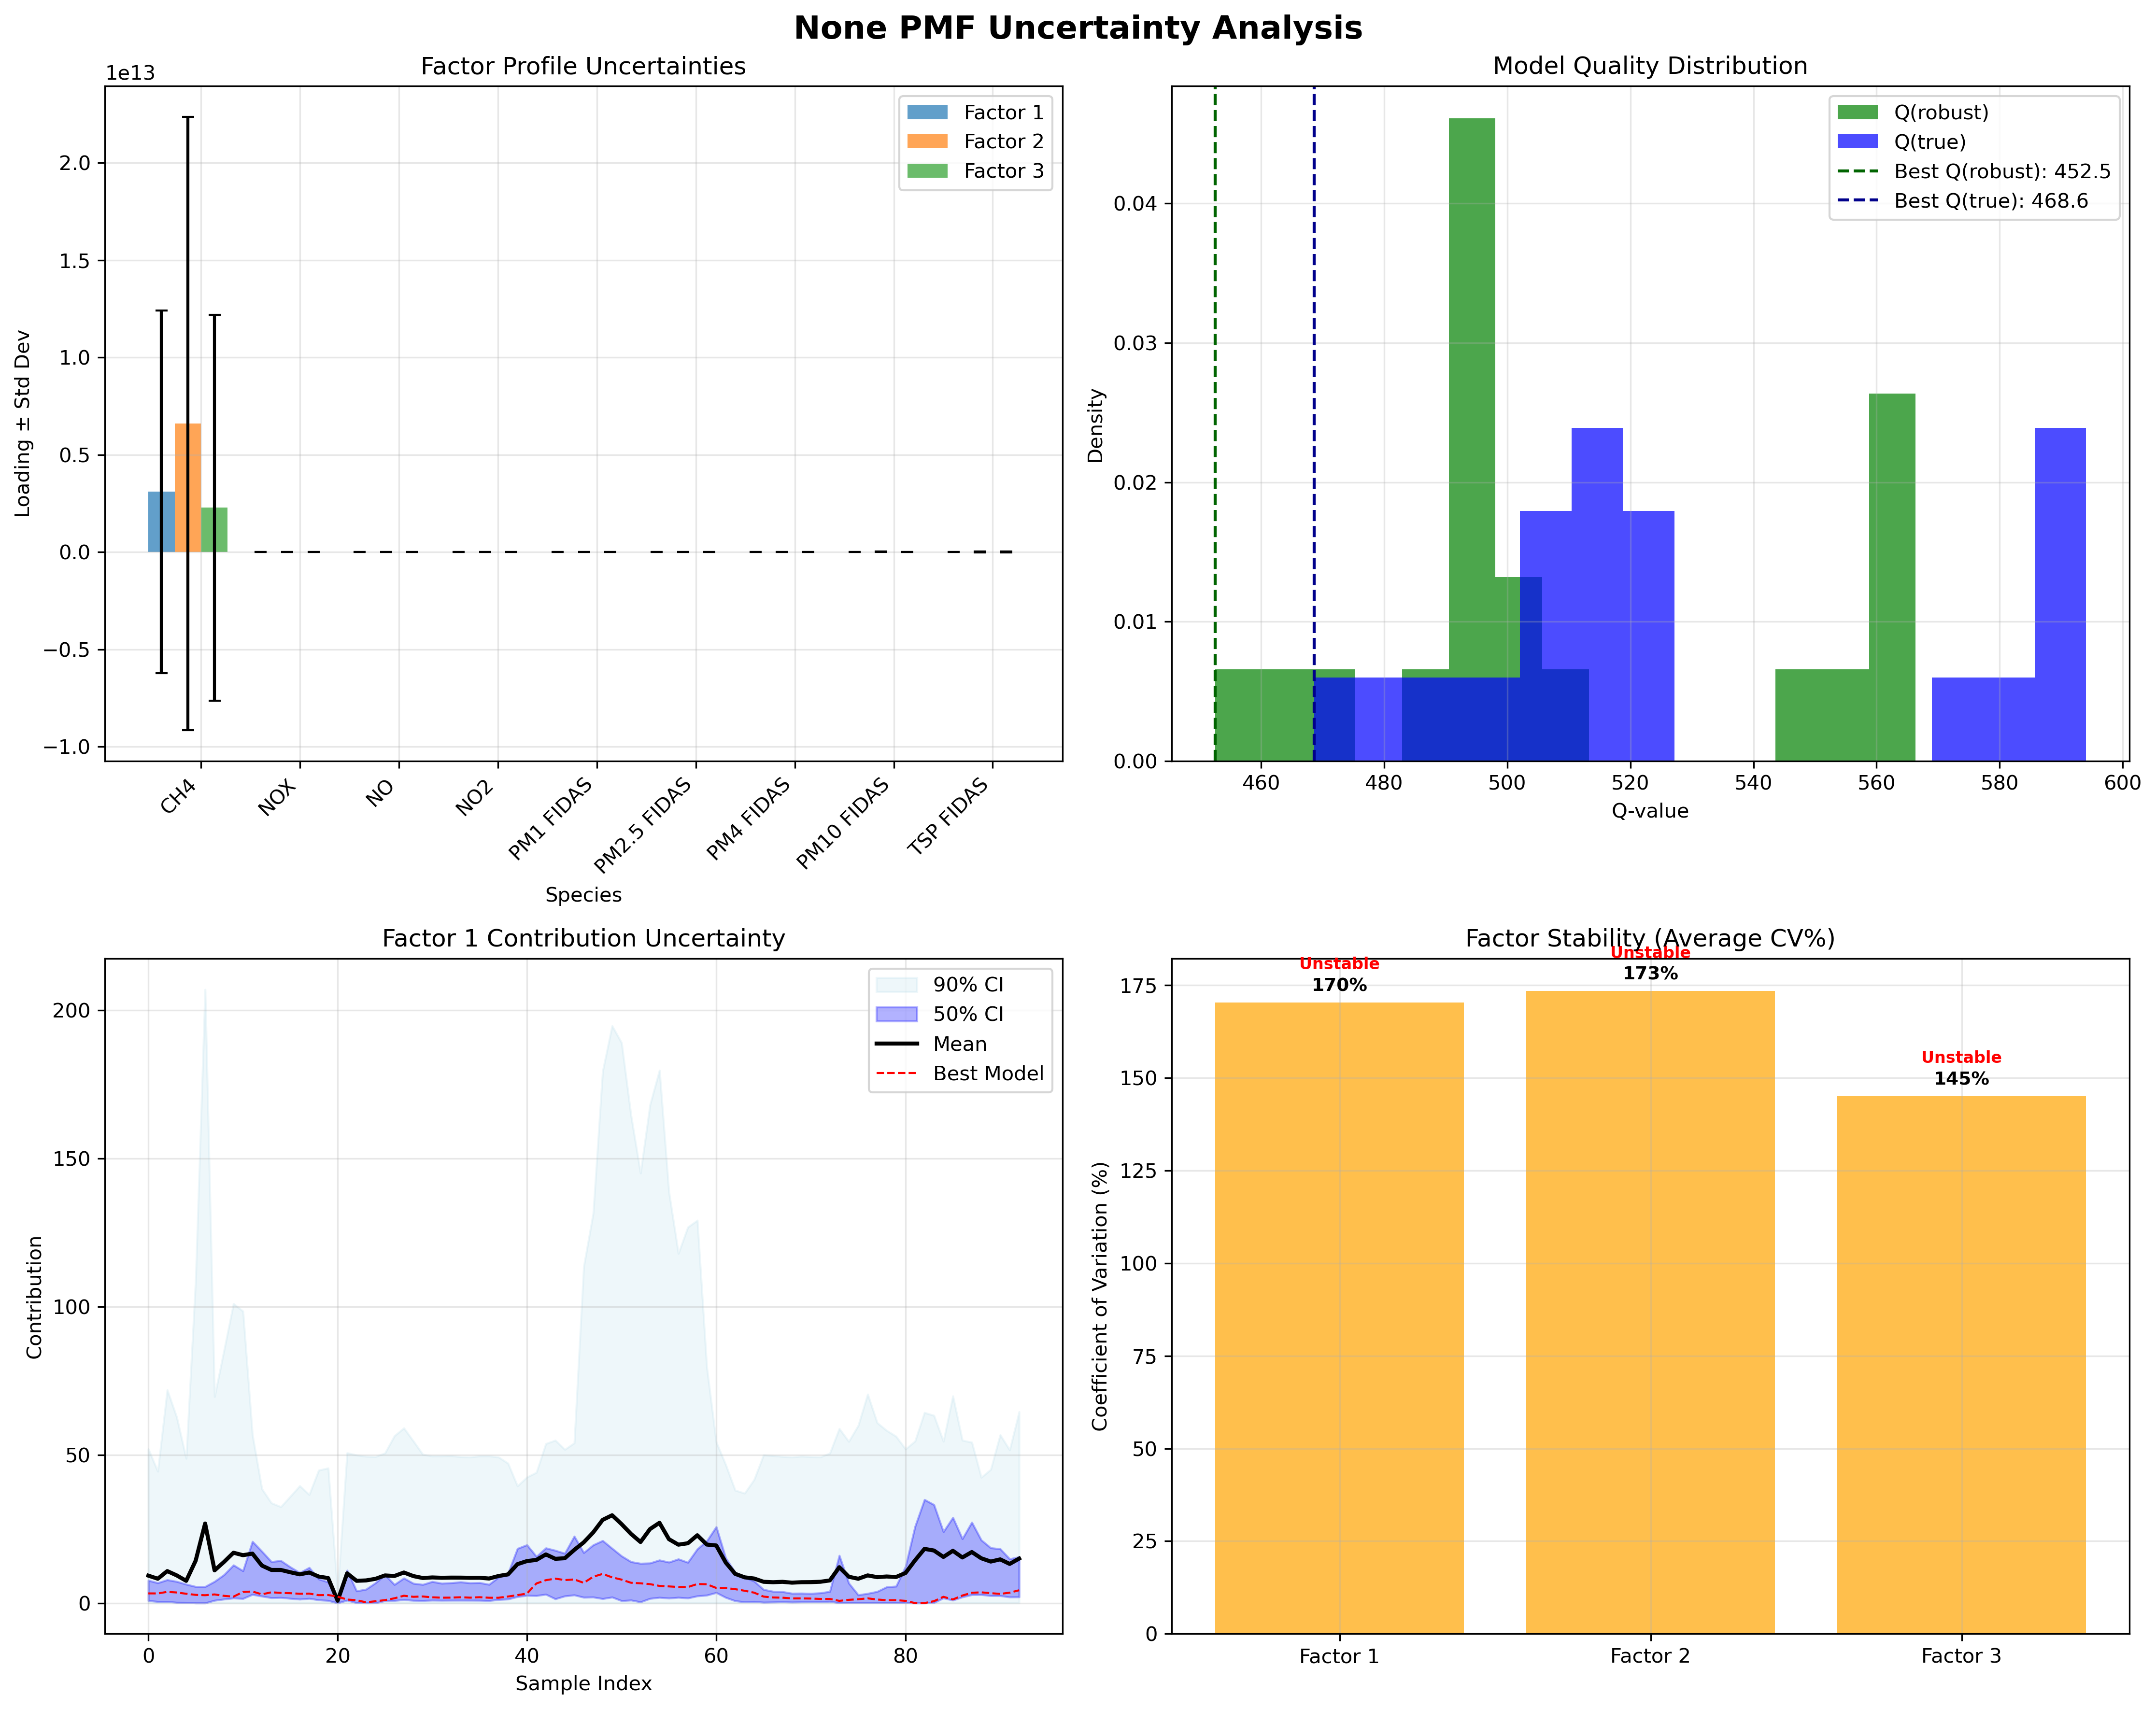 None PMF Uncertainty Analysis
Factor Profile Uncertainties
1e13
Factor 1
Factor 2
Factor 3
2.0
1.5
1.0
0.5
0.0
−0.5
−1.0
Loading ± Std Dev
CH4
NOX
NO
NO2
PM1 FIDAS
PM2.5 FIDAS
PM4 FIDAS
PM10 FIDAS
TSP FIDAS
Species
Model Quality Distribution
Q(robust)
Q(true)
Best Q(robust): 452.5
Best Q(true): 468.6
0.04
0.03
0.02
0.01
0.00
Density
460
480
500
520
540
560
580
600
Q-value
Factor 1 Contribution Uncertainty
90% CI
50% CI
Mean
Best Model
200
150
100
50
0
Contribution
0
20
40
60
80
Sample Index
Factor Stability (Average CV%)
Unstable
170%
Unstable
173%
Unstable
145%
175
150
125
100
75
50
25
0
Coefficient of Variation (%)
Factor 1
Factor 2
Factor 3